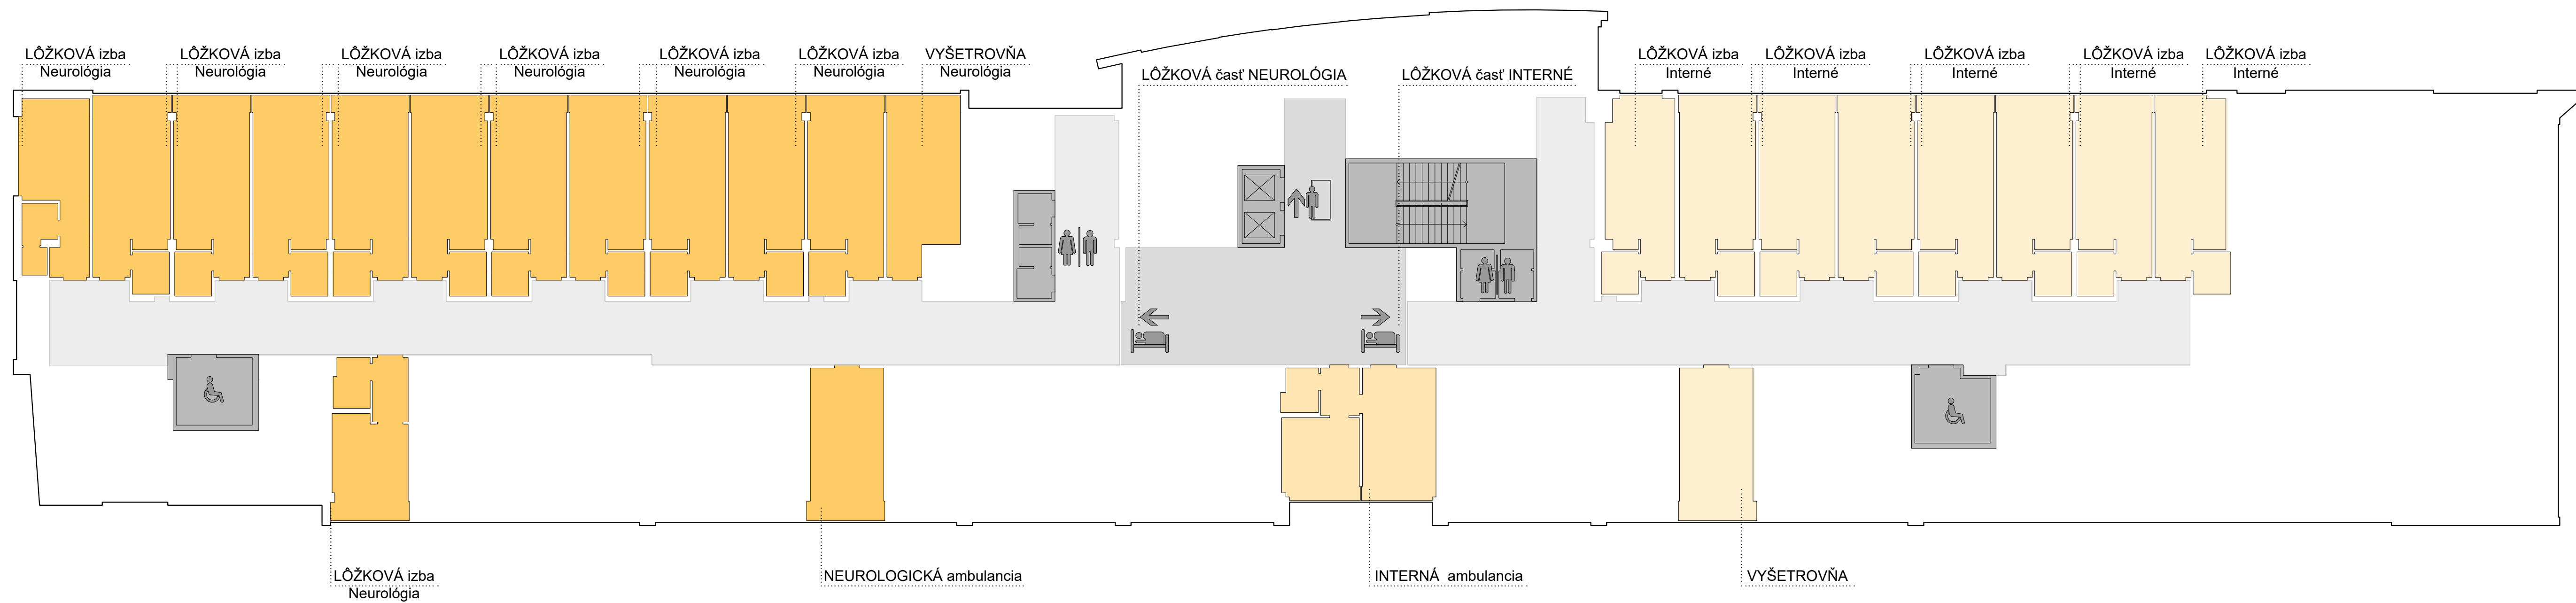 LÔŽKOVÁ izba
Neurológia
LÔŽKOVÁ izba
Neurológia
LÔŽKOVÁ izba
Neurológia
LÔŽKOVÁ izba
Neurológia
LÔŽKOVÁ izba
Neurológia
LÔŽKOVÁ izba
Neurológia
VYŠETROVŇA
Neurológia
LÔŽKOVÁ časť NEUROLÓGIA
LÔŽKOVÁ časť INTERNÉ
LÔŽKOVÁ izba
Interné
LÔŽKOVÁ izba
Interné
LÔŽKOVÁ izba
Interné
LÔŽKOVÁ izba
Interné
LÔŽKOVÁ izba
Interné
LÔŽKOVÁ izba
Neurológia
NEUROLOGICKÁ ambulancia
INTERNÁ ambulancia
VYŠETROVŇA